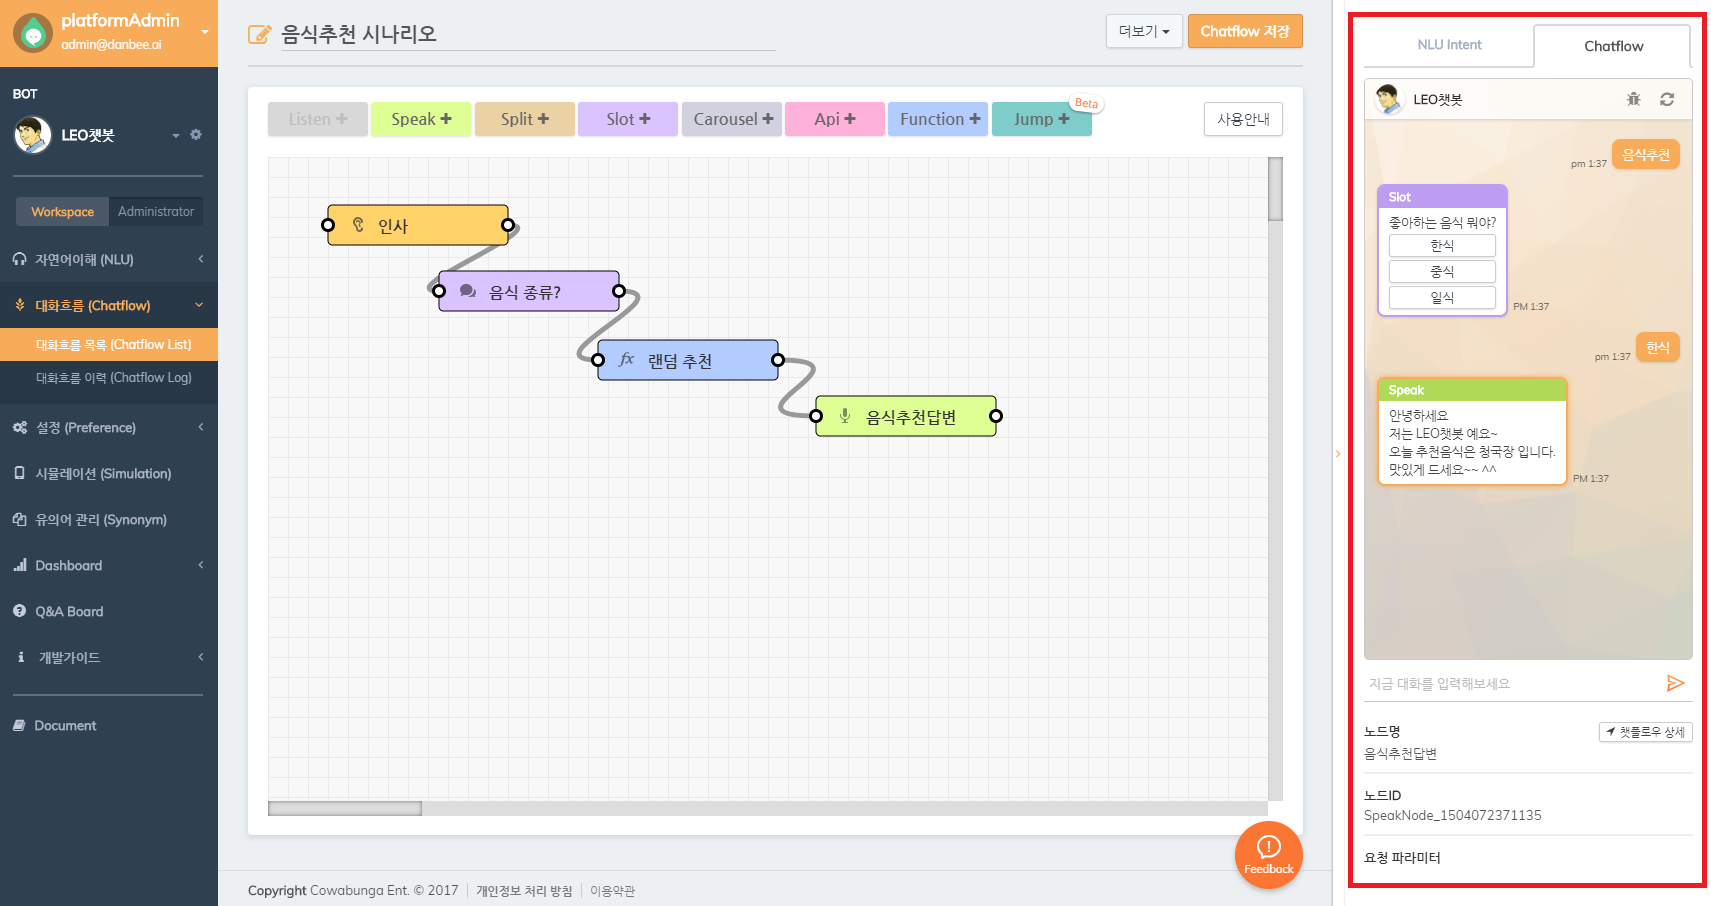 platformAdmin
admin@danbee.ai
BOT
LEO챗봇
Workspace
Administrator
자연어이해 (NLU)
대화흐름 (Chatflow)
대화흐름 목록 (Chatflow List)
대화흐름 이력 (Chatflow Log)
설정 (Preference)
시뮬레이션 (Simulation)
유의어 관리 (Synonym)
Dashboard
Q&A Board
개발가이드
Document
음식추천 시나리오
더보기
Chatflow 저장
Listen
Speak
Split
Slot
Carousel
Api
Function
Jump
Beta
사용안내
인사
음식 종류?
fx 랜덤 추천
음식추천답변
Feedback
Copyright Cowabunga Ent. © 2017
개인정보 처리 방침
이용약관
NLU Intent
Chatflow
LEO챗봇
pm 1:37
음식추천
Slot
좋아하는 음식 뭐야?
한식
중식
일식
PM 1:37
pm 1:37
한식
Speak
안녕하세요
저는 LEO챗봇 예요~
오늘 추천음식은 청국장 입니다.
맛있게 드세요~~ ^^
PM 1:37
지금 대화를 입력해보세요
노드명
챗플로우 상세
음식추천답변
노드ID
SpeakNode_1504072371135
요청 파라미터